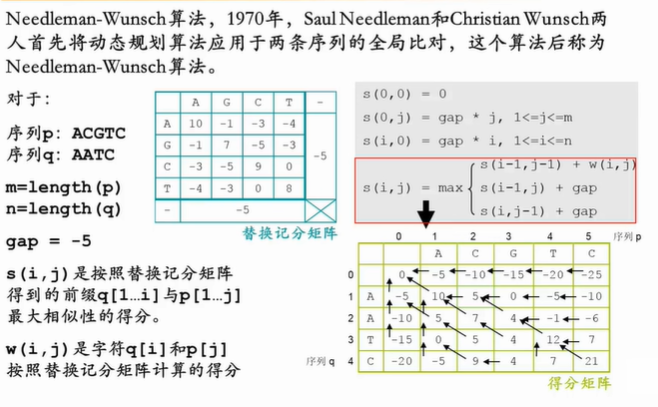 Needleman-Wunsch算法，1970年，Saul Needleman和Christian Wunsch两
人首先将动态规划算法应用于两条序列的全局比对，这个算法后称为
Needleman-Wunsch算法。
对于：
序列p: ACGTC
序列q: AATC
m=length(p)
n=length(q)
gap = -5
s(i,j)是按照替换记分矩阵
得到的前缀q[1…i]与p[1…j]
最大相似性的得分。
w(i,j)是字符q[i]和p[j]
按照替换记分矩阵计算的得分
A G C T -
A 10 -1 -3 -4
G -1 7 -5 -3
-5
C -3 -5 9 0
T -4 -3 0 8
- -5
替换记分矩阵
s(0,0) = 0
s(0,j) = gap * j, 1<=j<=m
s(i,0) = gap * i, 1<=i<=n
s(i-1,j-1) + w(i,j)
s(i,j) = max s(i-1,j) + gap
s(i,j-1) + gap
0 1 2 3 4 5 序列p
A C G T C
0 0 -5 -10 -15 -20 -25
1 A -5 10 5 0 -5 -10
2 A -10 5 7 4 -1 -6
3 T -15 0 5 4 12 7
序列q 4 C -20 -5 9 4 7 21
得分矩阵